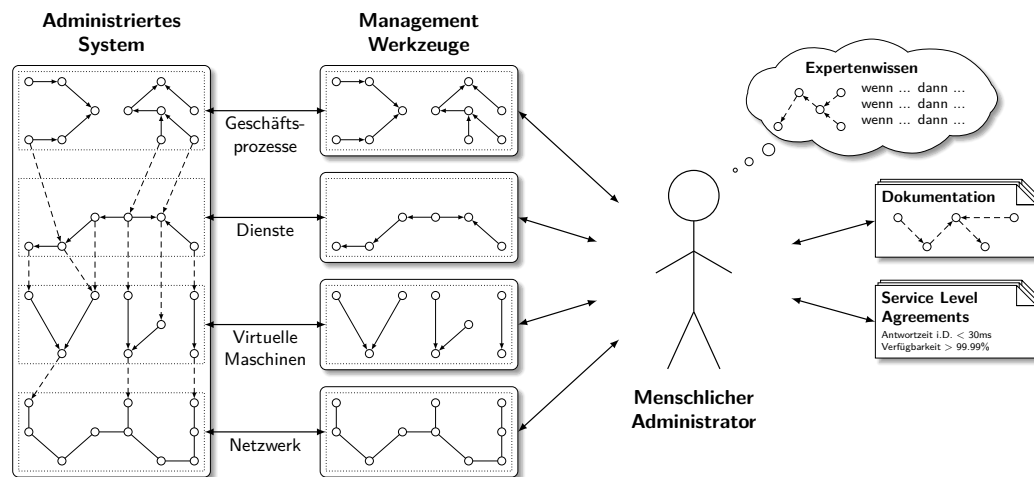 Administriertes
System
Management
Werkzeuge
Geschäfts-
prozesse
Dienste
Virtuelle
Maschinen
Netzwerk
Menschlicher
Administrator
Expertenwissen
wenn ... dann ...
wenn ... dann ...
wenn ... dann ...
Dokumentation
Service Level
Agreements
Antwortzeit i.D. < 30ms
Verfügbarkeit > 99.99%